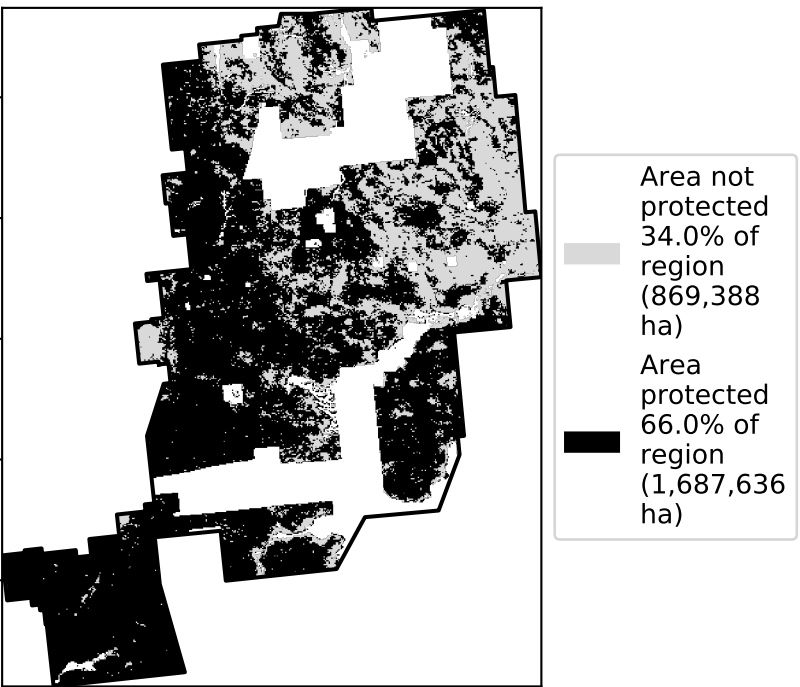 Area not
protected
34.0% of
region
(869,388
ha)
Area
protected
66.0% of
region
(1,687,636
ha)